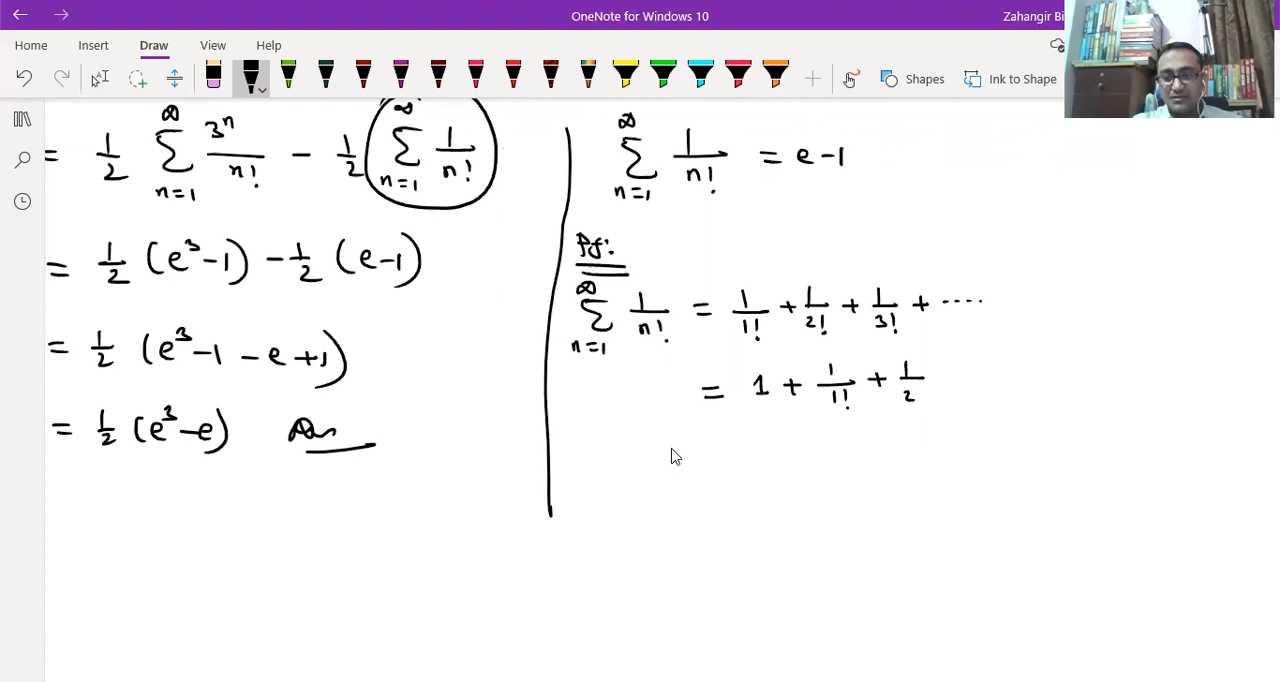 OneNote for Windows 10
Zahangir Bi
Home Insert Draw View Help
Shapes Ink to Shape
= 1/2 ∑_{n=1}^{∞} 3^n/n! − 1/2 ∑_{n=1}^{∞} 1/n!
= 1/2 (e^3 −1) − 1/2 (e−1)
= 1/2 (e^3 −1 − e +1)
= 1/2 (e^3 − e) Ans
∑_{n=1}^{∞} 1/n! = e−1
Pf:
∑_{n=1}^{∞} 1/n! = 1/1! + 1/2! + 1/3! + ····
= 1 + 1/1! + 1/2